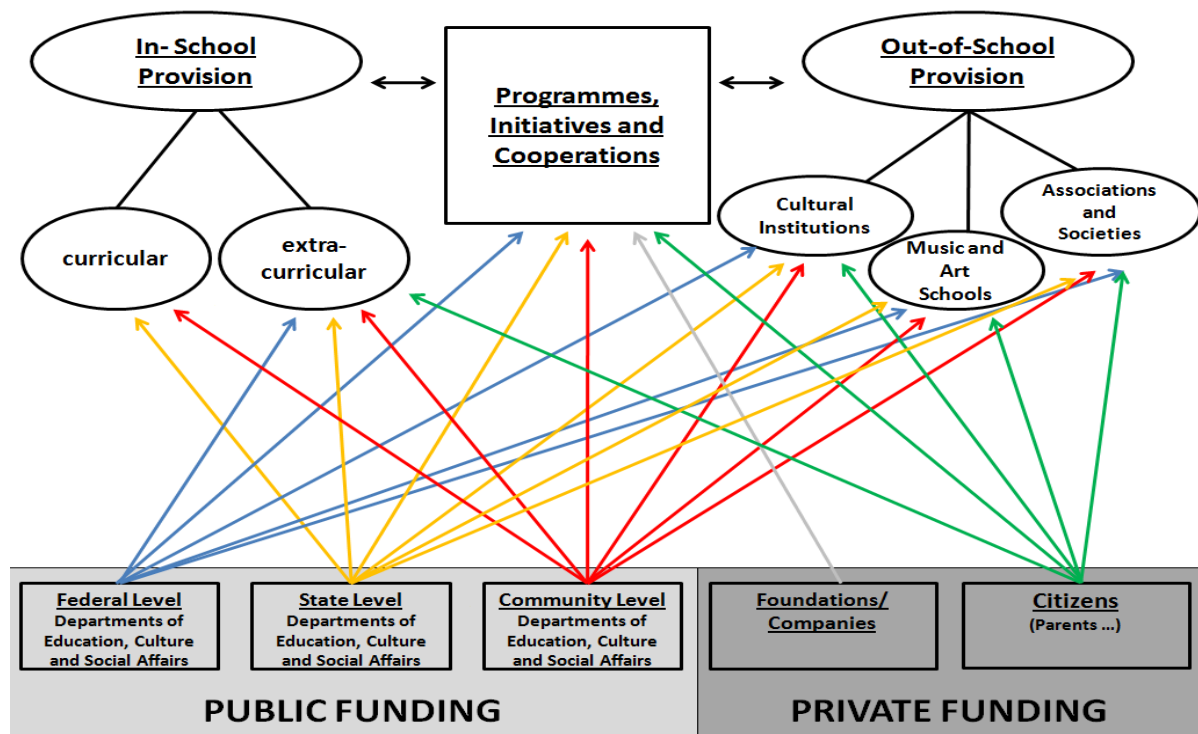 In- School
Provision
Programmes,
Initiatives and
Cooperations
Out-of-School
Provision
curricular
extra-
curricular
Cultural
Institutions
Music and
Art
Schools
Associations
and
Societies
Federal Level
Departments of
Education, Culture
and Social Affairs
State Level
Departments of
Education, Culture
and Social Affairs
Community Level
Departments of
Education, Culture
and Social Affairs
Foundations/
Companies
Citizens
(Parents ...)
PUBLIC FUNDING
PRIVATE FUNDING